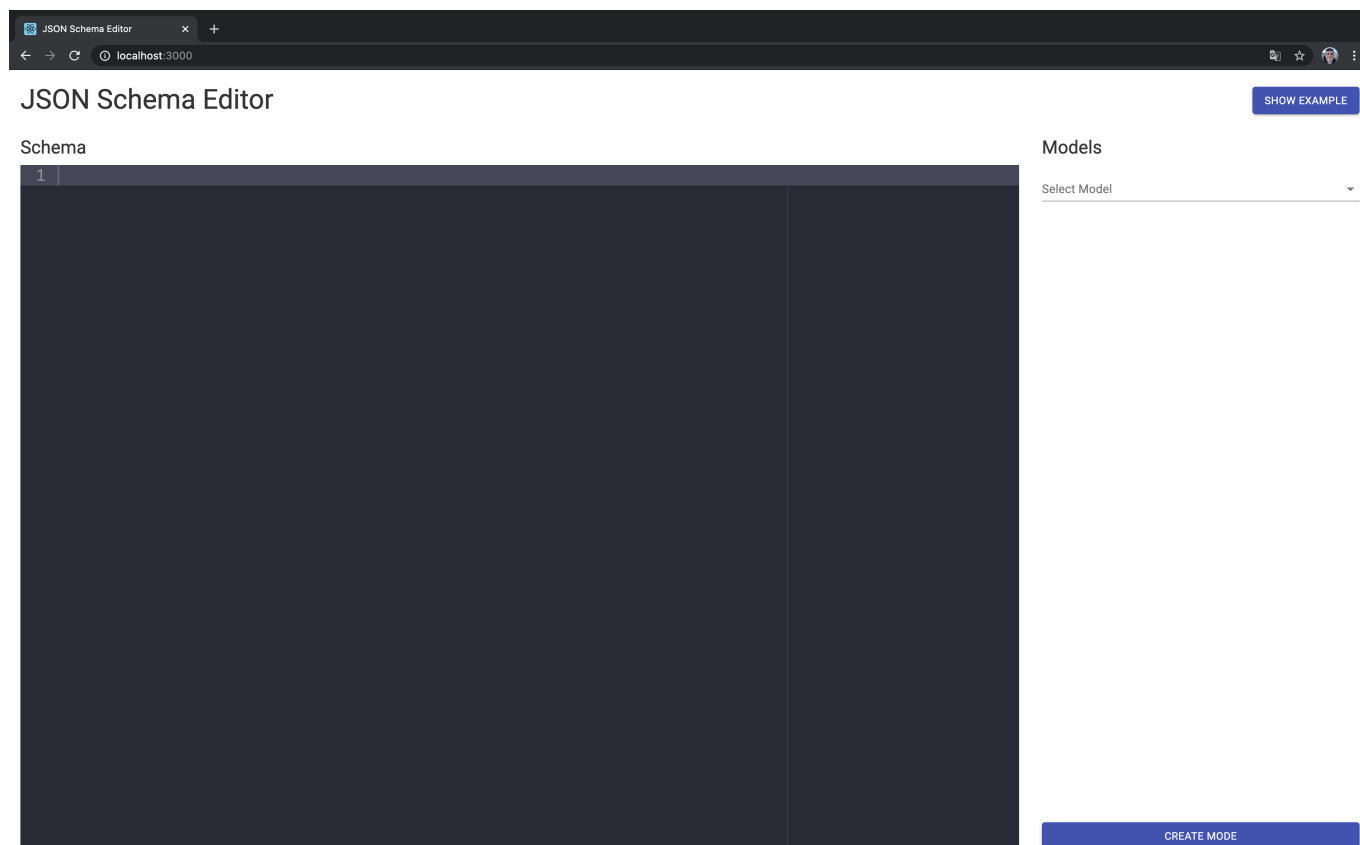 JSON Schema Editor
localhost:3000
JSON Schema Editor
SHOW EXAMPLE
Schema
Models
1
Select Model
CREATE MODE